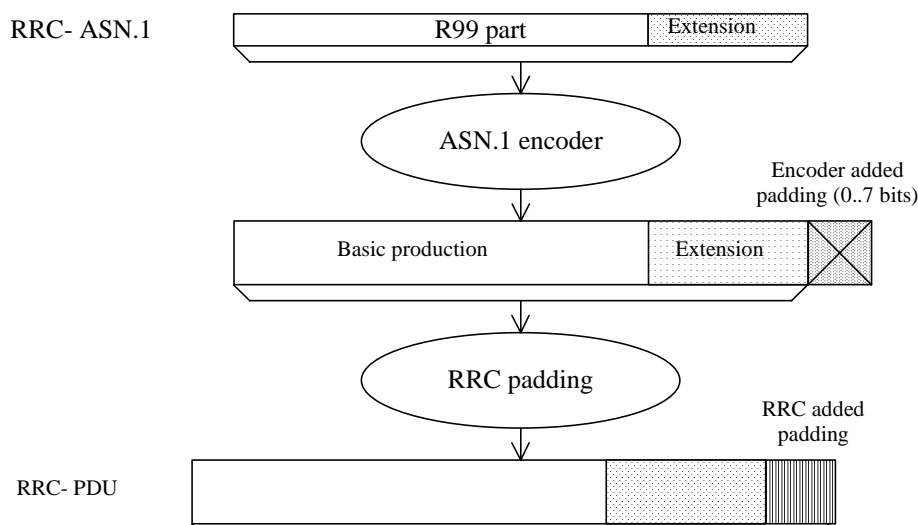 RRC- ASN.1
R99 part
Extension
ASN.1 encoder
Encoder added
padding (0..7 bits)
Basic production
Extension
RRC padding
RRC added
padding
RRC- PDU